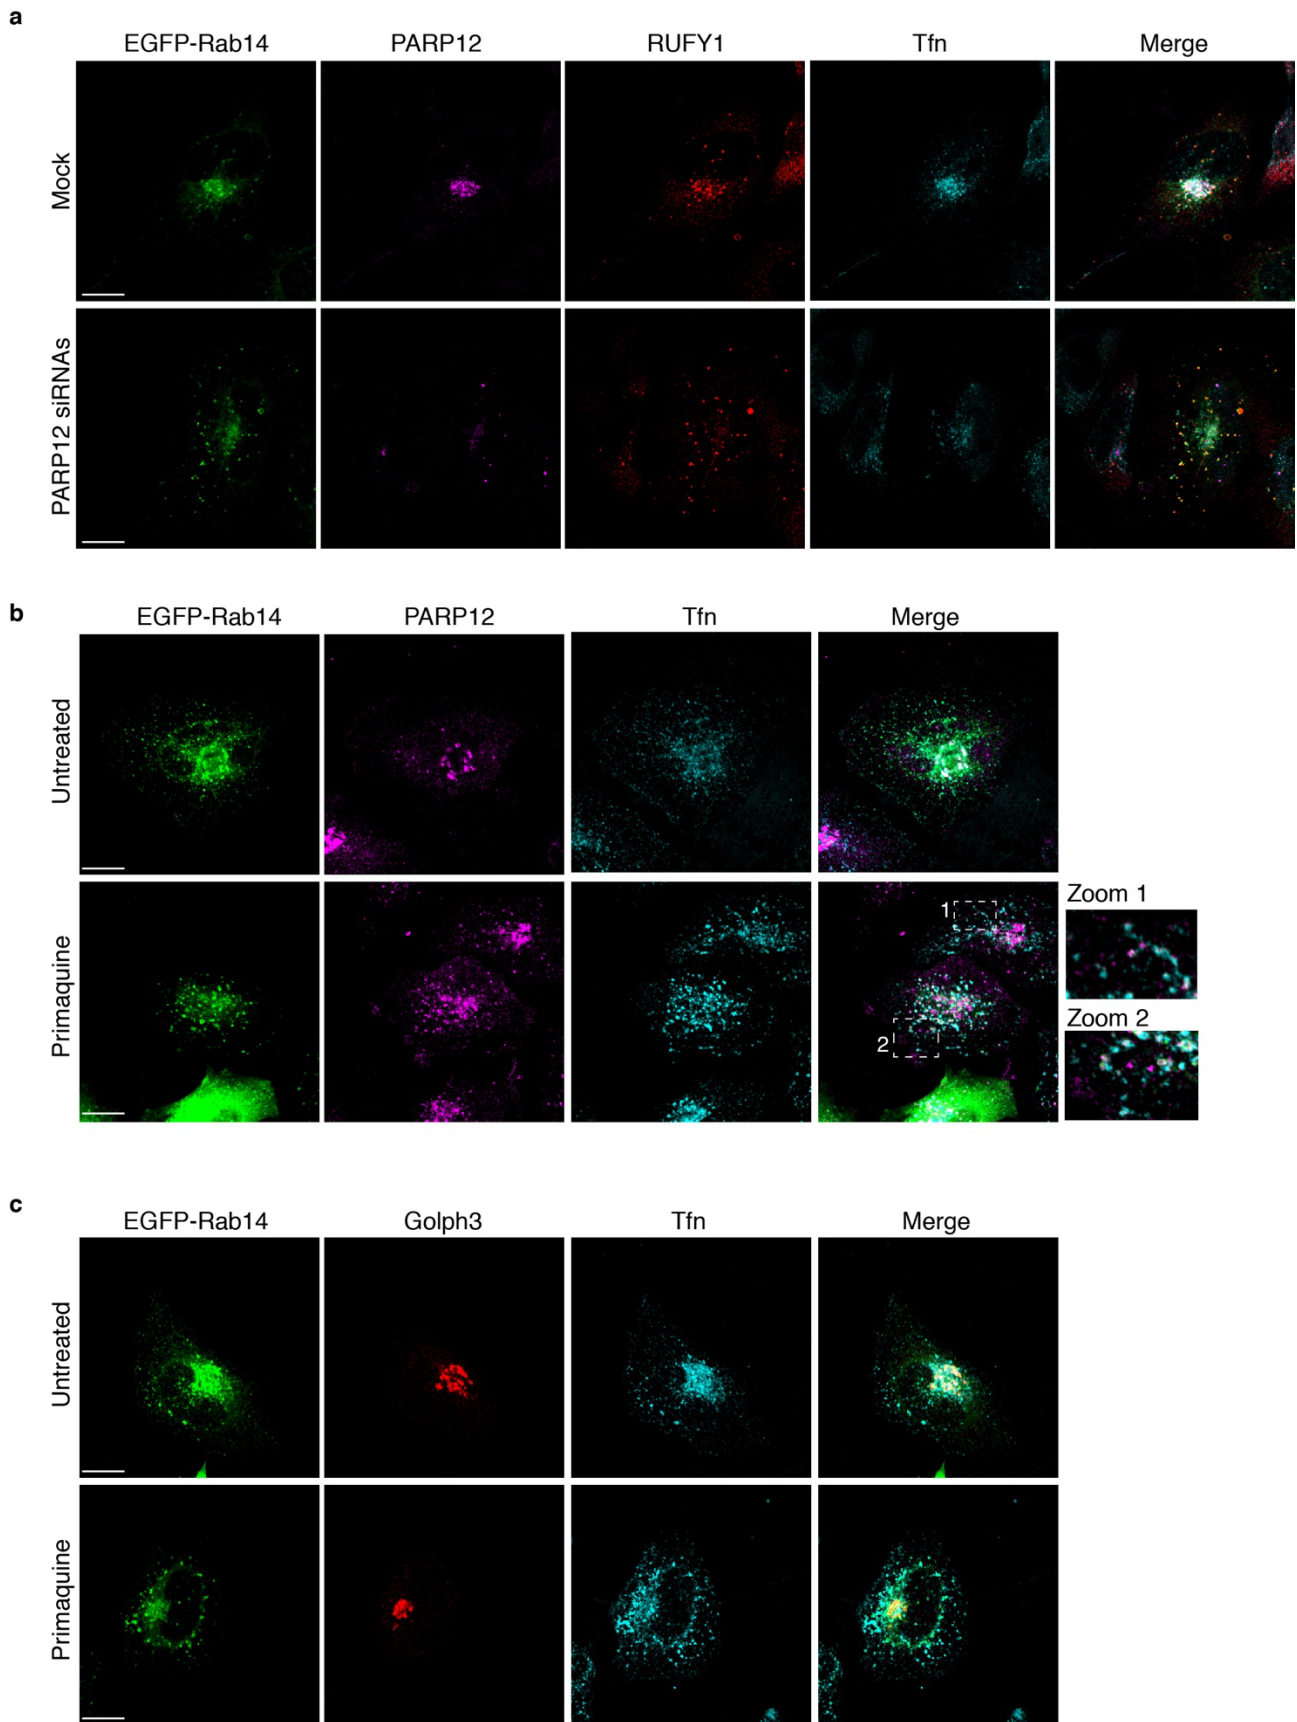 a
EGFP-Rab14 PARP12 RUFY1 Tfn Merge
Mock
PARP12 siRNAs
b
EGFP-Rab14 PARP12 Tfn Merge
Untreated
Primaquine
1
2
Zoom 1
Zoom 2
c
EGFP-Rab14 Golph3 Tfn Merge
Untreated
Primaquine